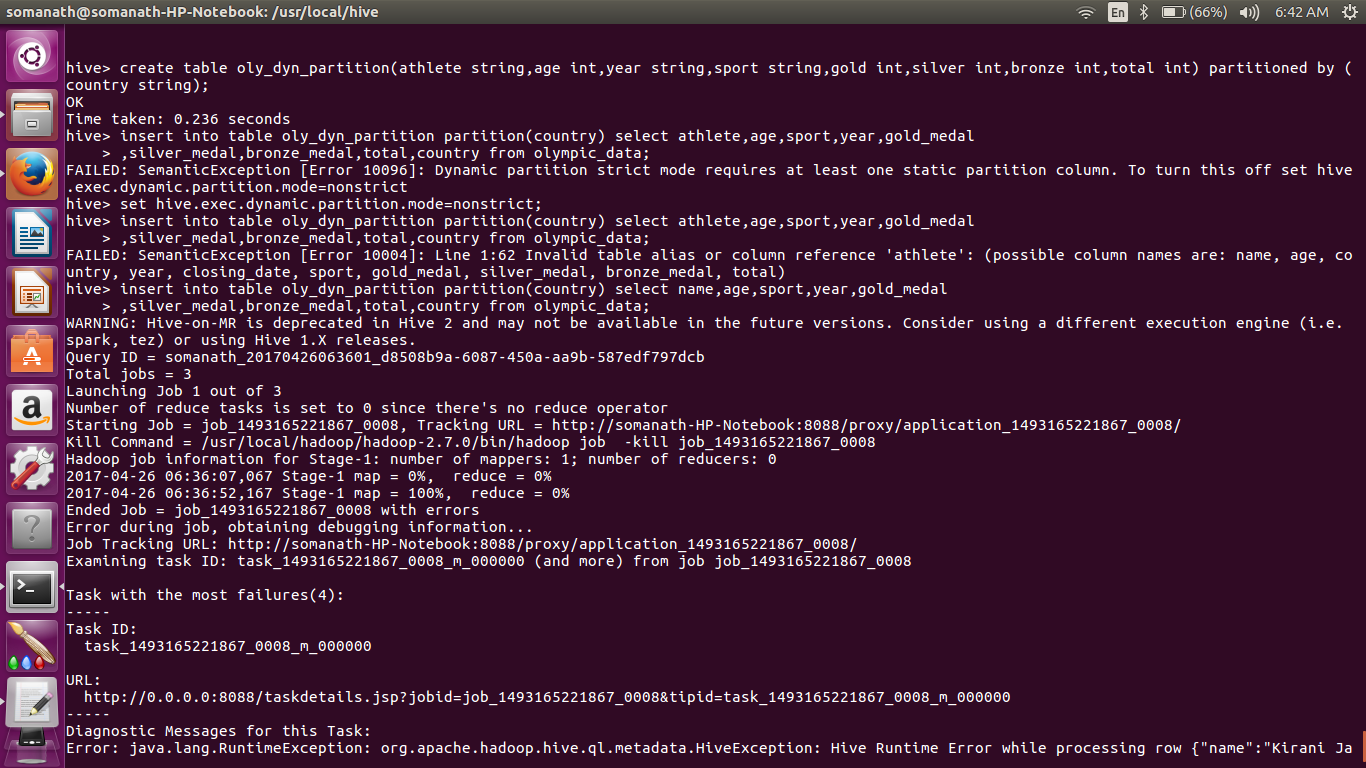 somanath@somanath-HP-Notebook: /usr/local/hive
En
(66%)
6:42 AM
hive> create table oly_dyn_partition(athlete string,age int,year string,sport string,gold int,silver int,bronze int,total int) partitioned by (
country string);
OK
Time taken: 0.236 seconds
hive> insert into table oly_dyn_partition partition(country) select athlete,age,sport,year,gold_medal
    > ,silver_medal,bronze_medal,total,country from olympic_data;
FAILED: SemanticException [Error 10096]: Dynamic partition strict mode requires at least one static partition column. To turn this off set hive
.exec.dynamic.partition.mode=nonstrict
hive> set hive.exec.dynamic.partition.mode=nonstrict;
hive> insert into table oly_dyn_partition partition(country) select athlete,age,sport,year,gold_medal
    > ,silver_medal,bronze_medal,total,country from olympic_data;
FAILED: SemanticException [Error 10004]: Line 1:62 Invalid table alias or column reference 'athlete': (possible column names are: name, age, co
untry, year, closing_date, sport, gold_medal, silver_medal, bronze_medal, total)
hive> insert into table oly_dyn_partition partition(country) select name,age,sport,year,gold_medal
    > ,silver_medal,bronze_medal,total,country from olympic_data;
WARNING: Hive-on-MR is deprecated in Hive 2 and may not be available in the future versions. Consider using a different execution engine (i.e.
spark, tez) or using Hive 1.X releases.
Query ID = somanath_20170426063601_d8508b9a-6087-450a-aa9b-587edf797dcb
Total jobs = 3
Launching Job 1 out of 3
Number of reduce tasks is set to 0 since there's no reduce operator
Starting Job = job_1493165221867_0008, Tracking URL = http://somanath-HP-Notebook:8088/proxy/application_1493165221867_0008/
Kill Command = /usr/local/hadoop/hadoop-2.7.0/bin/hadoop job  -kill job_1493165221867_0008
Hadoop job information for Stage-1: number of mappers: 1; number of reducers: 0
2017-04-26 06:36:07,067 Stage-1 map = 0%,  reduce = 0%
2017-04-26 06:36:52,167 Stage-1 map = 100%,  reduce = 0%
Ended Job = job_1493165221867_0008 with errors
Error during job, obtaining debugging information...
Job Tracking URL: http://somanath-HP-Notebook:8088/proxy/application_1493165221867_0008/
Examining task ID: task_1493165221867_0008_m_000000 (and more) from job job_1493165221867_0008
Task with the most failures(4):
-----
Task ID:
  task_1493165221867_0008_m_000000
URL:
  http://0.0.0.0:8088/taskdetails.jsp?jobid=job_1493165221867_0008&tipid=task_1493165221867_0008_m_000000
-----
Diagnostic Messages for this Task:
Error: java.lang.RuntimeException: org.apache.hadoop.hive.ql.metadata.HiveException: Hive Runtime Error while processing row {"name":"Kirani Ja